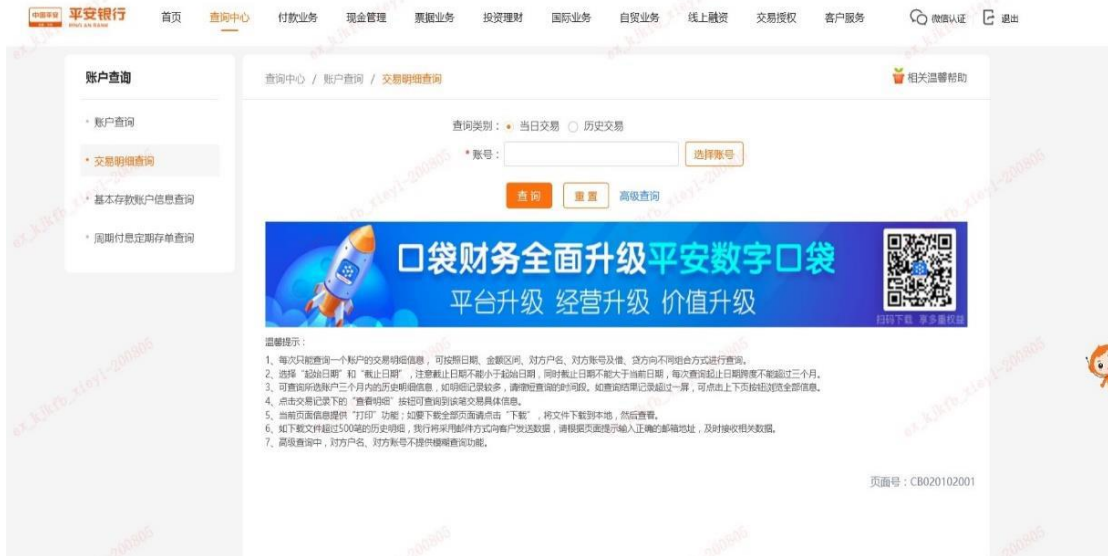 中国平安 平安银行 PING AN BANK 首页 查询中心 付款业务 现金管理 票据业务 投资理财 国际业务 自贸业务 线上融资 交易授权 客户服务 微信认证 退出
账户查询
账户查询
交易明细查询
基本存款账户信息查询
周期付息定期存单查询
查询中心 / 账户查询 / 交易明细查询 相关温馨帮助
查询类别： 当日交易 历史交易
*账号： 选择账号
查询 重置 高级查询
口袋财务全面升级平安数字口袋
平台升级 经营升级 价值升级
扫码下载 享多重权益
温馨提示：
1、每次只能查询一个账户的交易明细信息，可按照日期、金额区间、对方户名、对方账号及借、贷方向不同组合方式进行查询。
2、选择“起始日期”和“截止日期”，注意截止日期不能小于起始日期，同时截止日期不能大于当前日期，每次查询起止日期跨度不能超过三个月。
3、可查询所选账户三个月内的历史明细信息，如明细记录较多，请缩短查询的时间段。如查询结果记录超过一屏，可点击上下页按钮浏览全部信息。
4、点击交易记录下的“查看明细”按钮可查询到该笔交易具体信息。
5、当前页面信息提供“打印”功能；如要下载全部页面请点击“下载”，将文件下载到本地，然后查看。
6、如下载文件超过500笔的历史明细，我行将采用邮件方式向客户发送数据，请根据页面提示输入正确的邮箱地址，及时接收相关数据。
7、高级查询中，对方户名、对方账号不提供模糊查询功能。
页面号：CB020102001